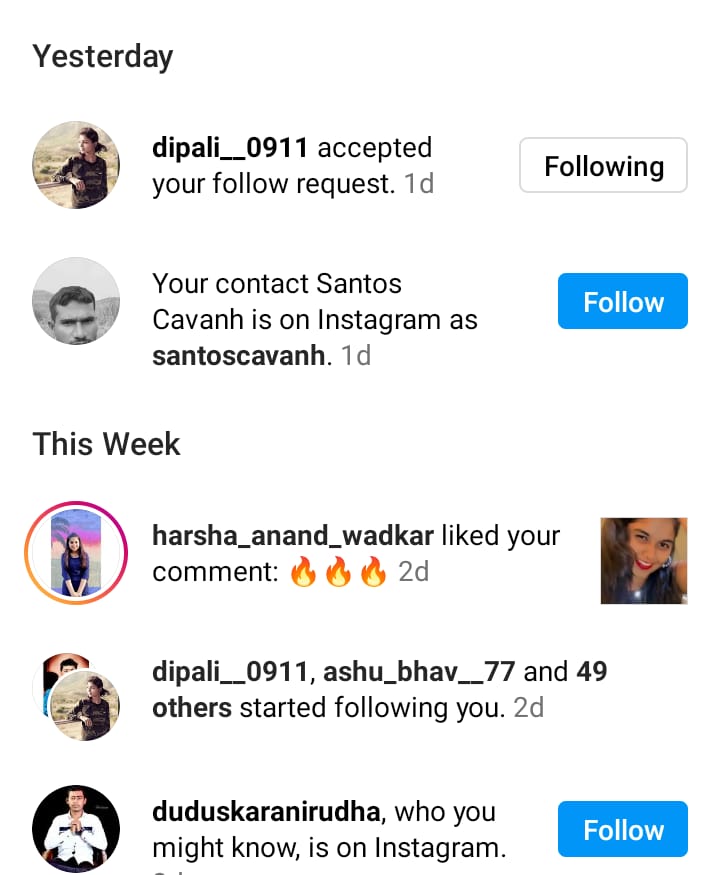 Yesterday
dipali__0911 accepted
your follow request. 1d
Following
Your contact Santos
Cavanh is on Instagram as
santoscavanh. 1d
Follow
This Week
harsha_anand_wadkar liked your
comment: 🔥🔥🔥 2d
dipali__0911, ashu_bhav__77 and 49
others started following you. 2d
duduskaranirudha, who you
might know, is on Instagram.
Follow